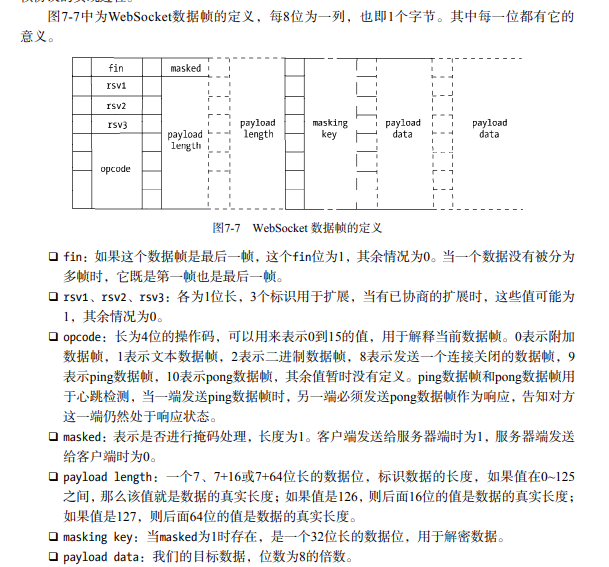 图7-7中为WebSocket数据帧的定义，每8位为一列，也即1个字节。其中每一位都有它的
意义。
fin masked
rsv1
rsv2
rsv3
opcode
payload
length
payload
length
masking
key
payload
data
payload
data
图7-7 WebSocket 数据帧的定义
❑ fin：如果这个数据帧是最后一帧，这个fin位为1，其余情况为0。当一个数据没有被分为
多帧时，它既是第一帧也是最后一帧。
❑ rsv1、rsv2、rsv3：各为1位长，3个标识用于扩展，当有已协商的扩展时，这些值可能为
1，其余情况为0。
❑ opcode：长为4位的操作码，可以用来表示0到15的值，用于解释当前数据帧。0表示附加
数据帧，1表示文本数据帧，2表示二进制数据帧，8表示发送一个连接关闭的数据帧，9
表示ping数据帧，10表示pong数据帧，其余值暂时没有定义。ping数据帧和pong数据帧用
于心跳检测，当一端发送ping数据帧时，另一端必须发送pong数据帧作为响应，告知对方
这一端仍然处于响应状态。
❑ masked：表示是否进行掩码处理，长度为1。客户端发送给服务器端时为1，服务器端发送
给客户端时为0。
❑ payload length：一个7、7+16或7+64位长的数据位，标识数据的长度，如果值在0~125
之间，那么该值就是数据的真实长度；如果值是126，则后面16位的值是数据的真实长度；
如果值是127，则后面64位的值是数据的真实长度。
❑ masking key：当masked为1时存在，是一个32位长的数据位，用于解密数据。
❑ payload data：我们的目标数据，位数为8的倍数。